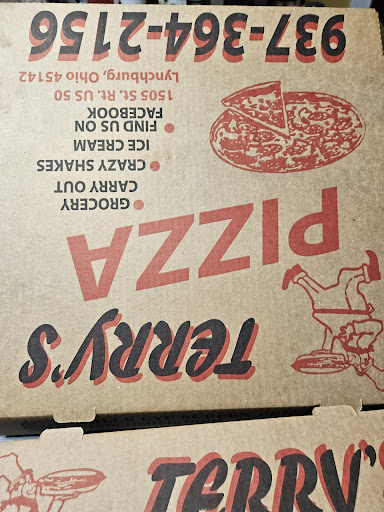 TERRY'S
PIZZA
• GROCERY
CARRY OUT
• CRAZY SHAKES
ICE CREAM
• FIND US ON
FACEBOOK
1505 St. Rt. US 50
Lynchburg, Ohio 45142
937-364-2156
TERRY'S